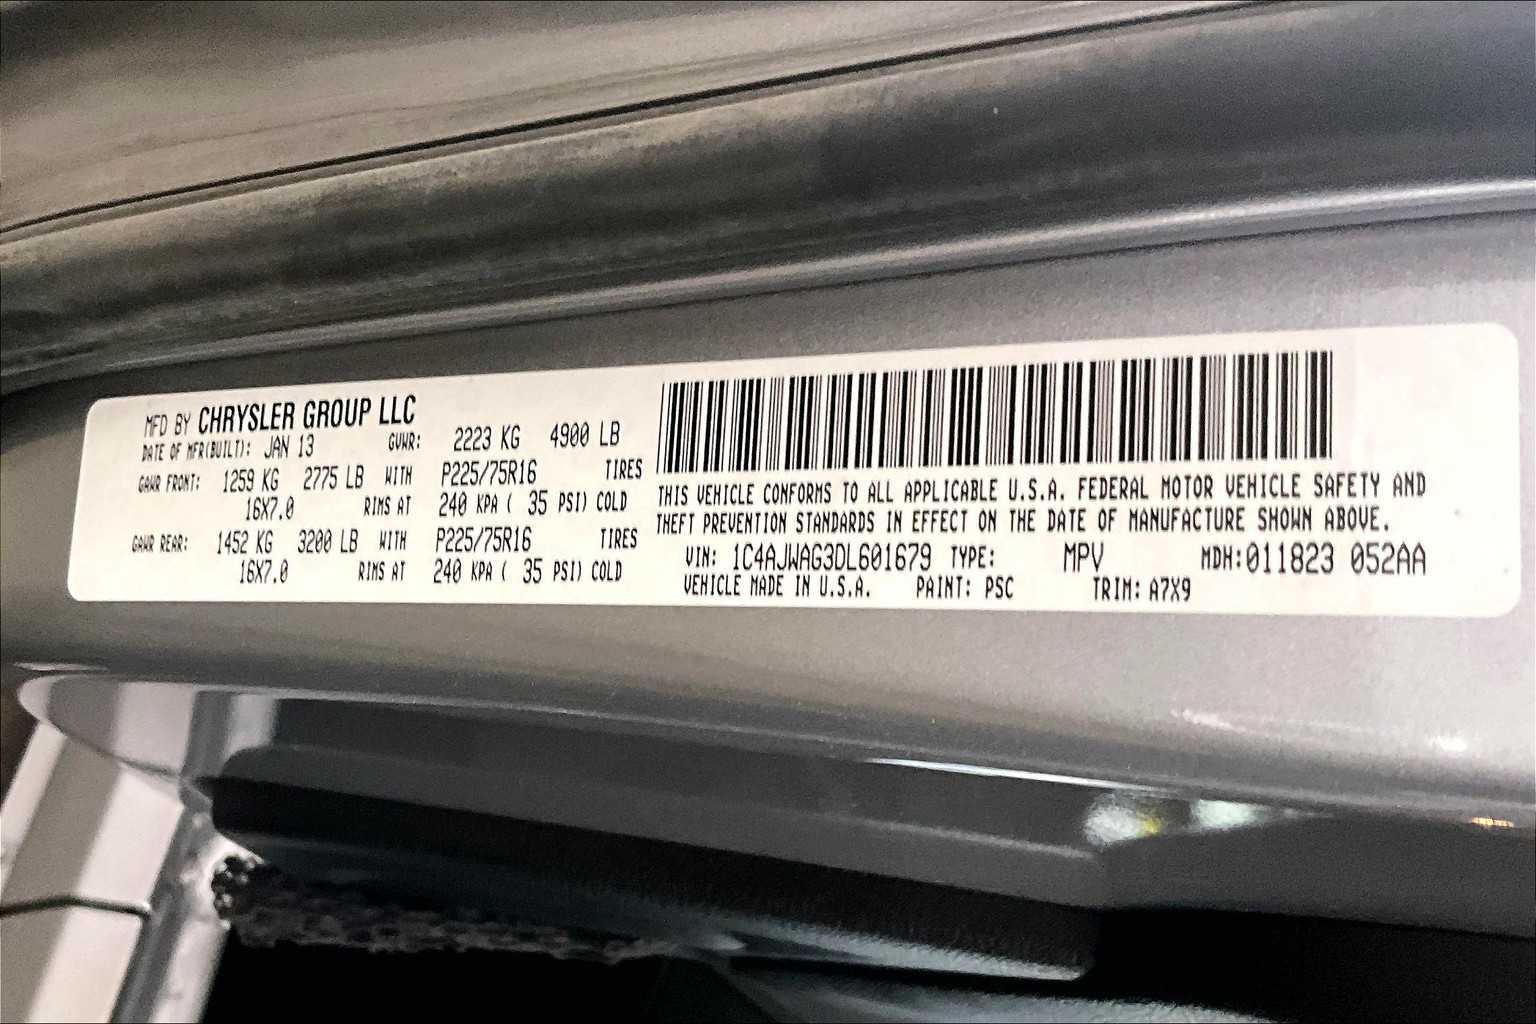 MFD BY CHRYSLER GROUP LLC
DATE OF MFR(BUILT): JAN 13 GVWR: 2223 KG 4900 LB
GAWR FRONT: 1259 KG 2775 LB WITH P225/75R16 TIRES
16X7.0 RIMS AT 240 KPA ( 35 PSI) COLD
GAWR REAR: 1452 KG 3200 LB WITH P225/75R16 TIRES
16X7.0 RIMS AT 240 KPA ( 35 PSI) COLD
THIS VEHICLE CONFORMS TO ALL APPLICABLE U.S.A. FEDERAL MOTOR VEHICLE SAFETY AND
THEFT PREVENTION STANDARDS IN EFFECT ON THE DATE OF MANUFACTURE SHOWN ABOVE.
VIN: 1C4AJWAG3DL601679 TYPE: MPV MDH:011823 052AA
VEHICLE MADE IN U.S.A. PAINT: PSC TRIM: A7X9